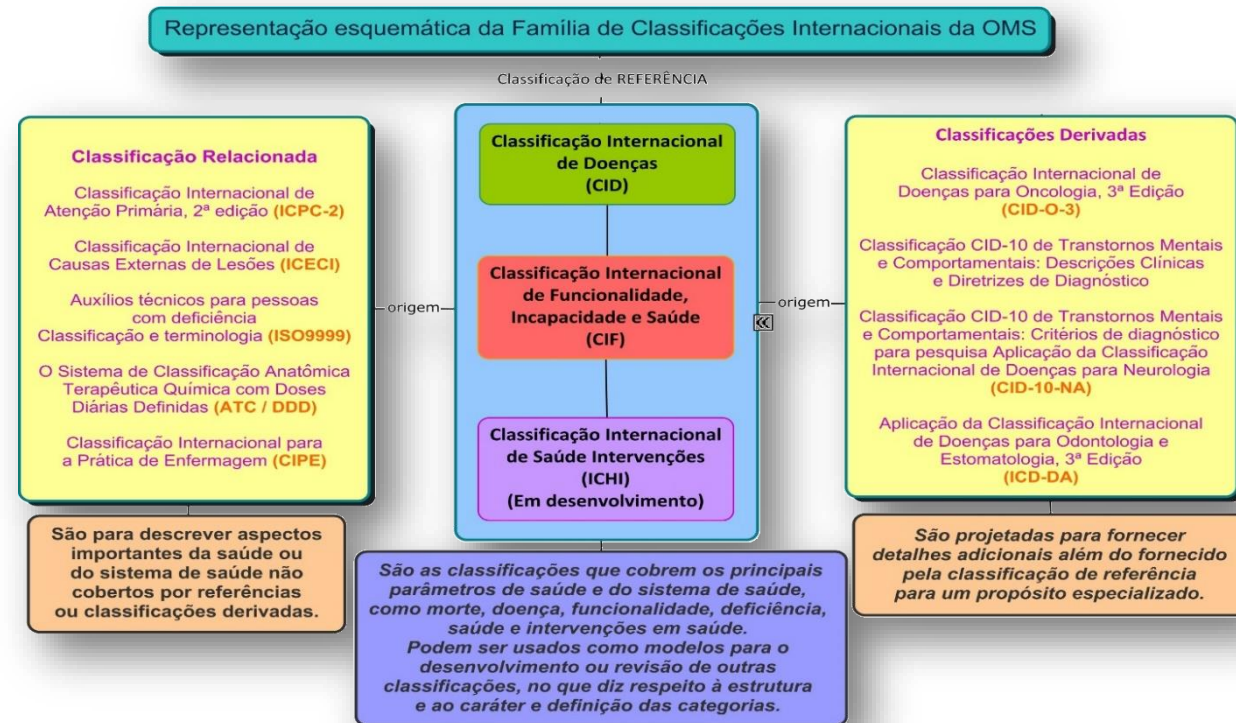 Representação esquemática da Família de Classificações Internacionais da OMS
Classificação de REFERÊNCIA
Classificação Relacionada
Classificação Internacional de
Atenção Primária, 2ª edição (ICPC-2)
Classificação Internacional de
Causas Externas de Lesões (ICECI)
Auxílios técnicos para pessoas
com deficiência
Classificação e terminologia (ISO9999)
O Sistema de Classificação Anatômica
Terapêutica Química com Doses
Diárias Definidas (ATC / DDD)
Classificação Internacional para
a Prática de Enfermagem (CIPE)
São para descrever aspectos
importantes da saúde ou
do sistema de saúde não
cobertos por referências
ou classificações derivadas.
origem
Classificação Internacional
de Doenças
(CID)
Classificação Internacional
de Funcionalidade,
Incapacidade e Saúde
(CIF)
Classificação Internacional
de Saúde Intervenções
(ICHI)
(Em desenvolvimento)
São as classificações que cobrem os principais
parâmetros de saúde e do sistema de saúde,
como morte, doença, funcionalidade, deficiência,
saúde e intervenções em saúde.
Podem ser usados como modelos para o
desenvolvimento ou revisão de outras
classificações, no que diz respeito à estrutura
e ao caráter e definição das categorias.
origem
Classificações Derivadas
Classificação Internacional de
Doenças para Oncologia, 3ª Edição
(CID-O-3)
Classificação CID-10 de Transtornos Mentais
e Comportamentais: Descrições Clínicas
e Diretrizes de Diagnóstico
Classificação CID-10 de Transtornos Mentais
e Comportamentais: Critérios de diagnóstico
para pesquisa Aplicação da Classificação
Internacional de Doenças para Neurologia
(CID-10-NA)
Aplicação da Classificação Internacional
de Doenças para Odontologia e
Estomatologia, 3ª Edição
(ICD-DA)
São projetadas para fornecer
detalhes adicionais além do fornecido
pela classificação de referência
para um propósito especializado.